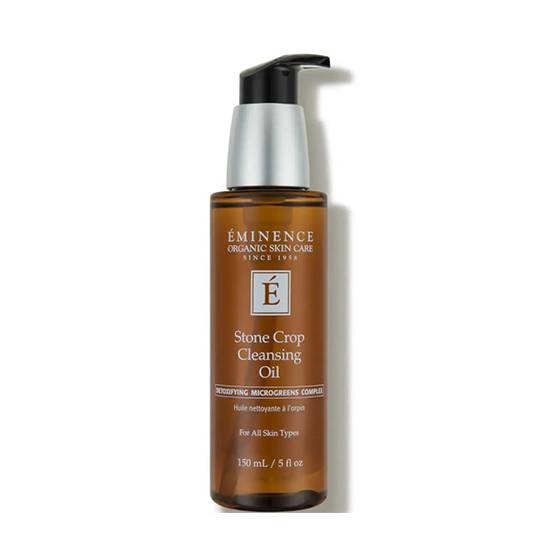 ÉMINENCE
ORGANIC SKIN CARE
SINCE 1958
É
Stone Crop
Cleansing
Oil
DETOXIFYING MICROGREENS COMPLEX
Huile nettoyante à l'orpin
For All Skin Types
150 mL / 5 fl oz